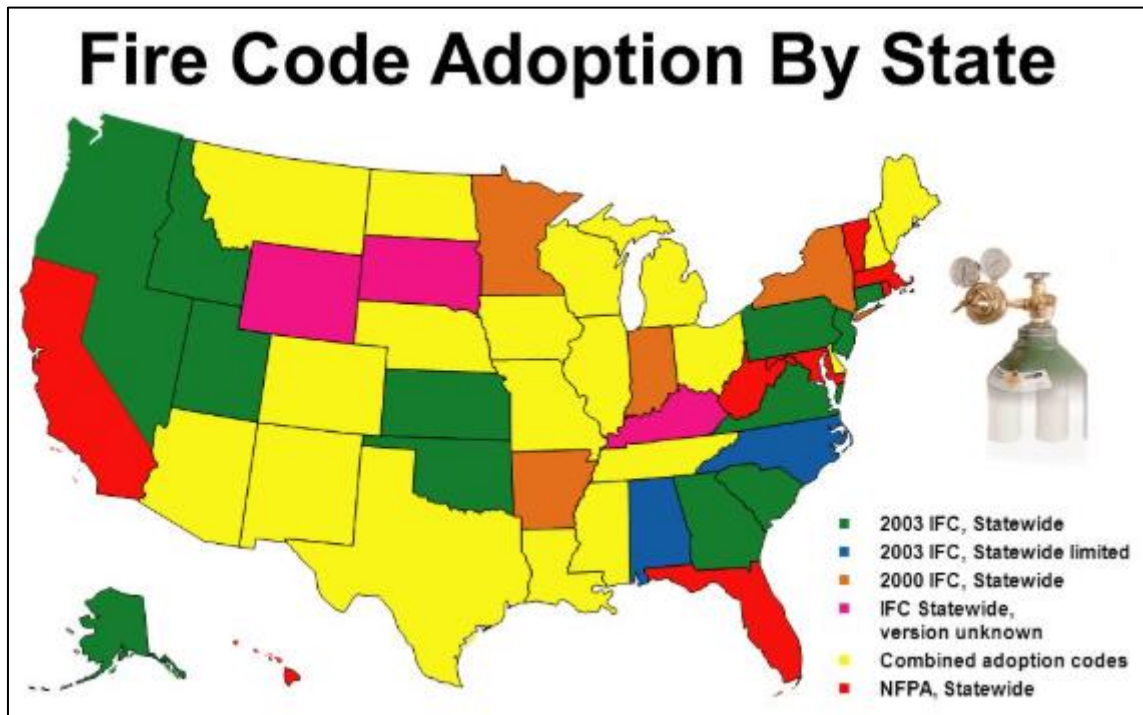 Fire Code Adoption By State
2003 IFC, Statewide
2003 IFC, Statewide limited
2000 IFC, Statewide
IFC Statewide,
version unknown
Combined adoption codes
NFPA, Statewide